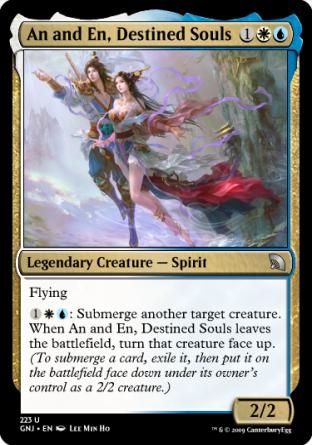 An and En, Destined Souls 1
Legendary Creature — Spirit
Flying
1 : Submerge another target creature.
When An and En, Destined Souls leaves
the battlefield, turn that creature face up.
(To submerge a card, exile it, then put it on
the battlefield face down under its owner's
control as a 2/2 creature.)
2/2
223 U
GNJ • EN Lee Min Ho
™ & © 2019 CanterburyEgg